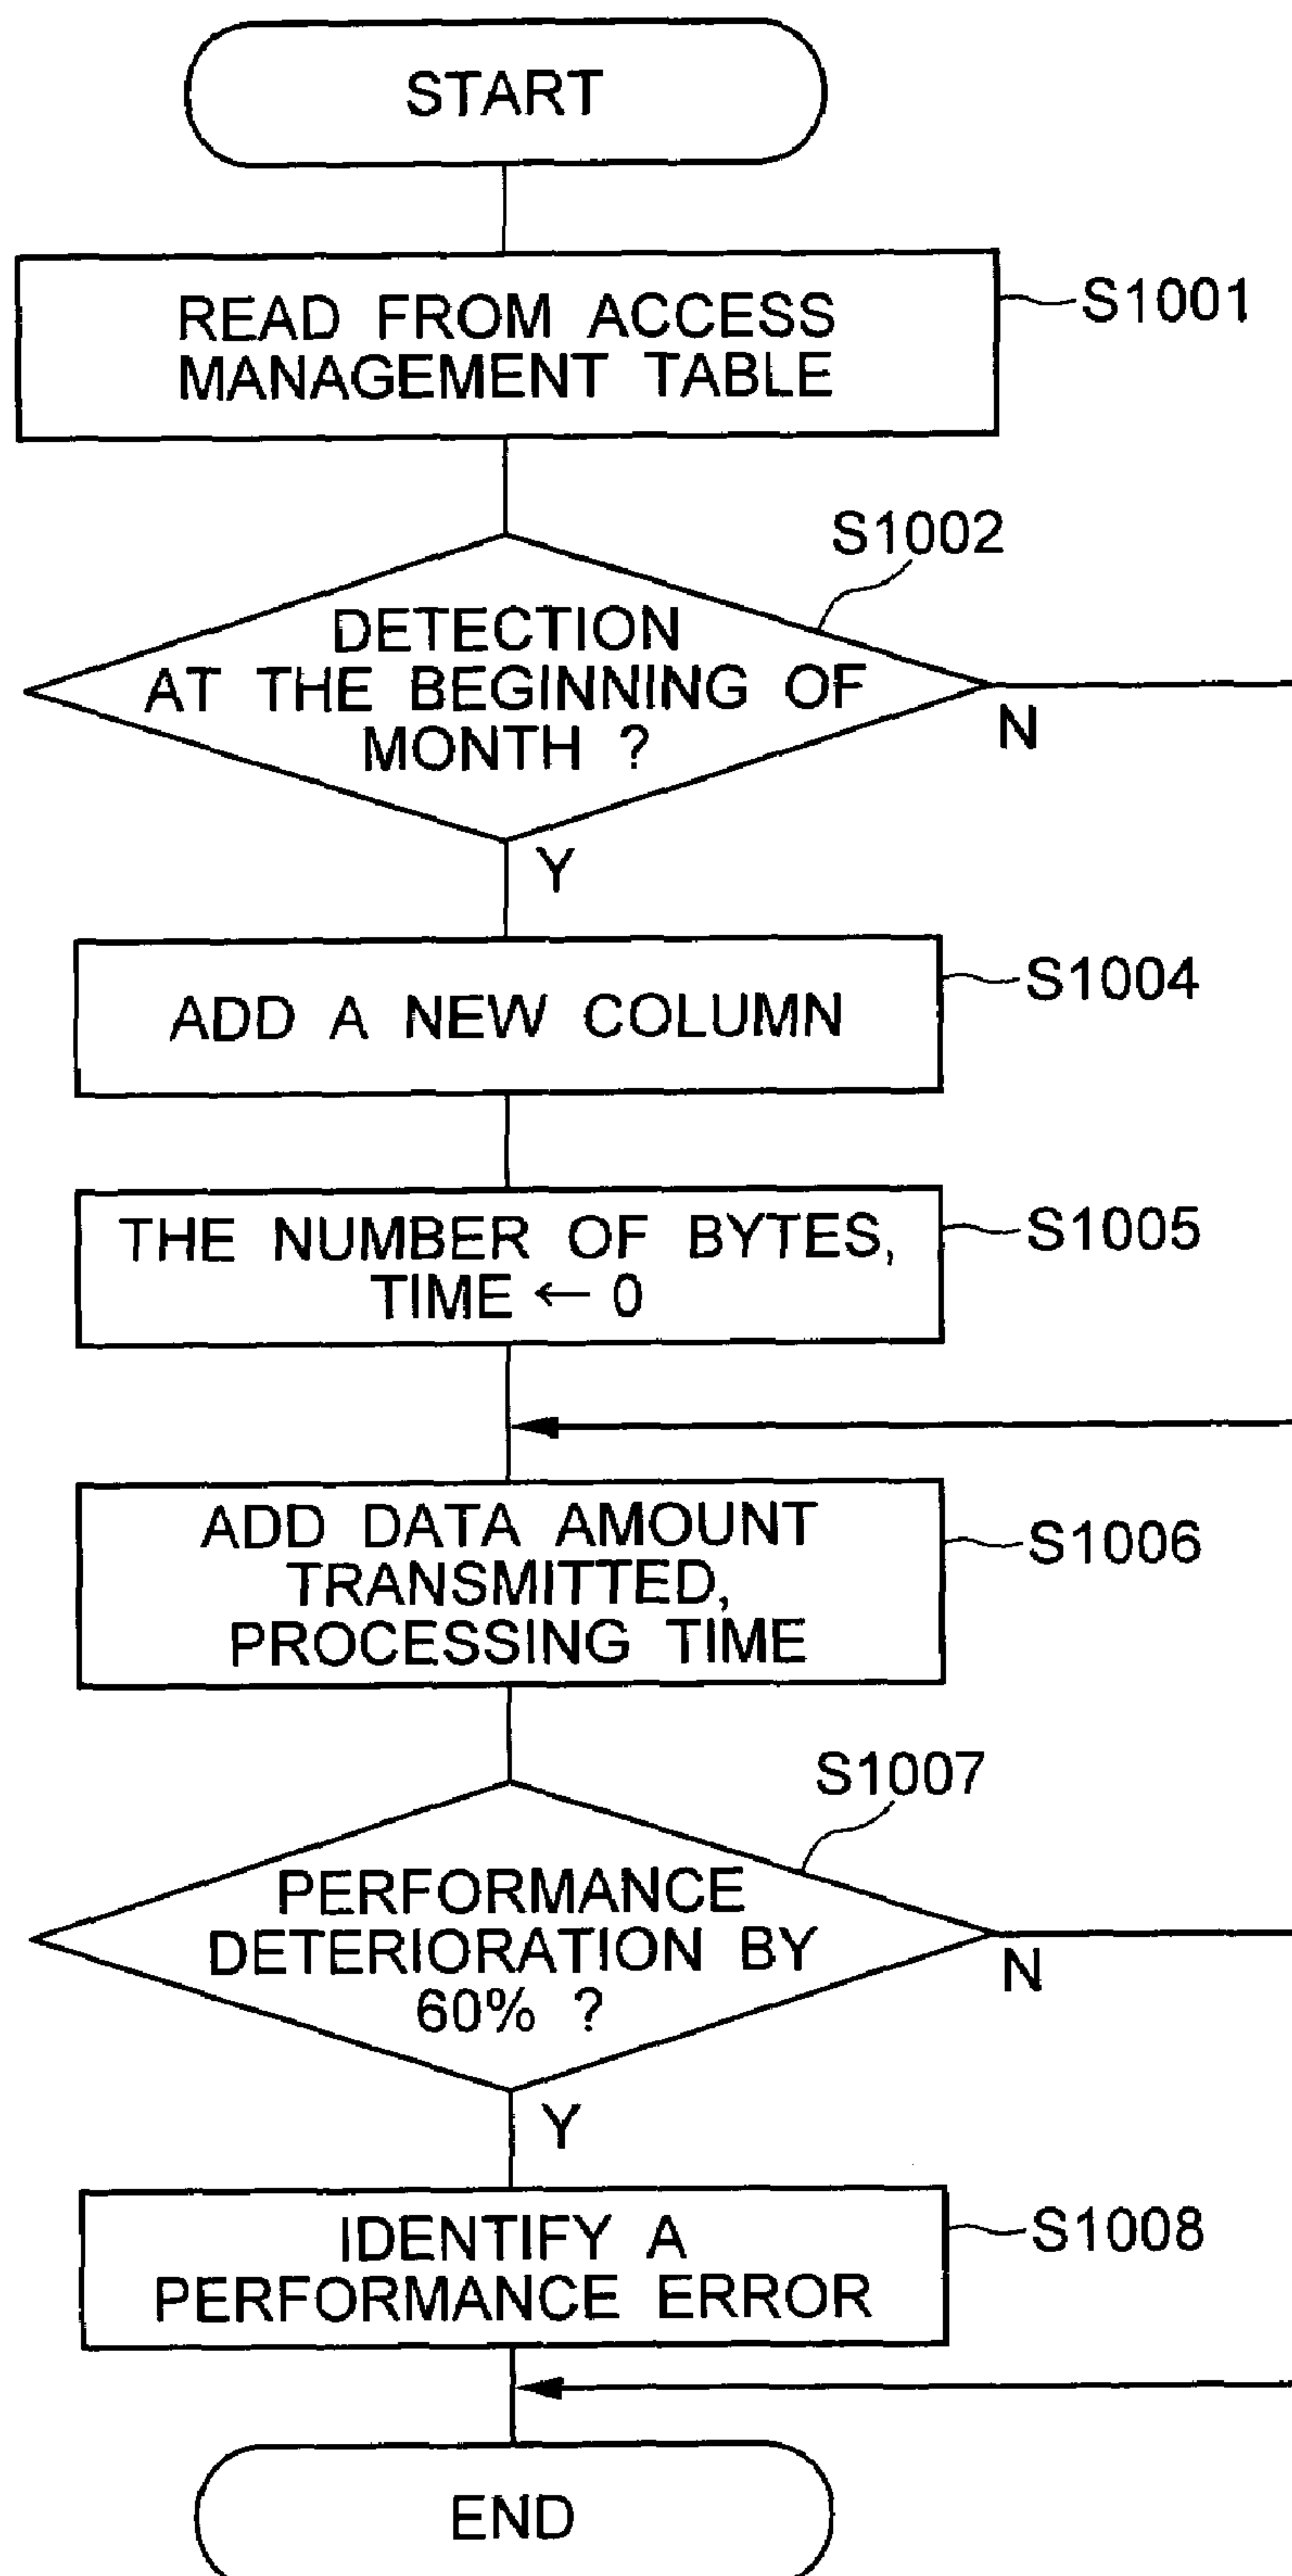 START
READ FROM ACCESS
MANAGEMENT TABLE
S1001
S1002
DETECTION
AT THE BEGINNING OF
MONTH ?
N
Y
ADD A NEW COLUMN
S1004
THE NUMBER OF BYTES,
TIME ← 0
S1005
ADD DATA AMOUNT
TRANSMITTED,
PROCESSING TIME
S1006
S1007
PERFORMANCE
DETERIORATION BY
60% ?
N
Y
IDENTIFY A
PERFORMANCE ERROR
S1008
END